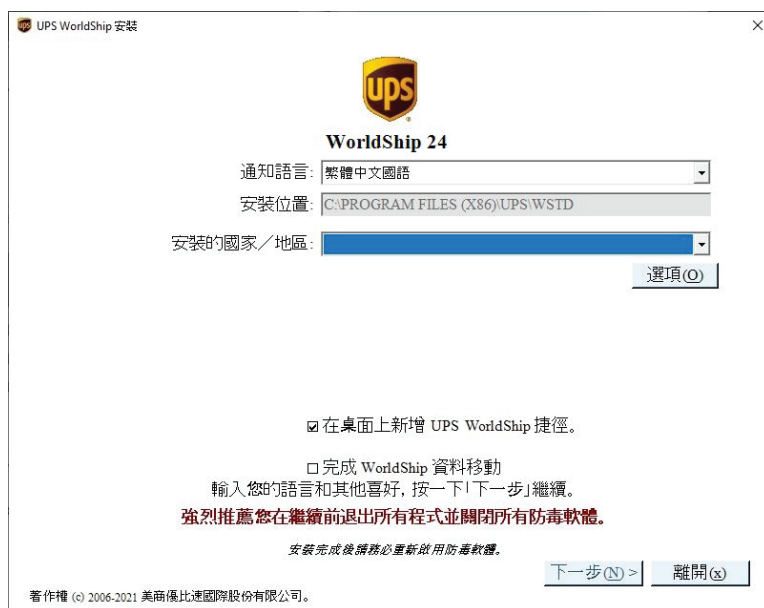 UPS WorldShip 安裝
ups
WorldShip 24
通知語言: 繁體中文國語
安裝位置: C:\PROGRAM FILES (X86)\UPS\WSTD
安裝的國家／地區:
選項(O)
在桌面上新增 UPS WorldShip 捷徑。
完成 WorldShip 資料移動
輸入您的語言和其他喜好, 按一下「下一步」繼續。
強烈推薦您在繼續前退出所有程式並關閉所有防毒軟體。
安裝完成後請務必重新啟用防毒軟體。
下一步(N) > 離開(x)
著作權 (c) 2006-2021 美商優比速國際股份有限公司。